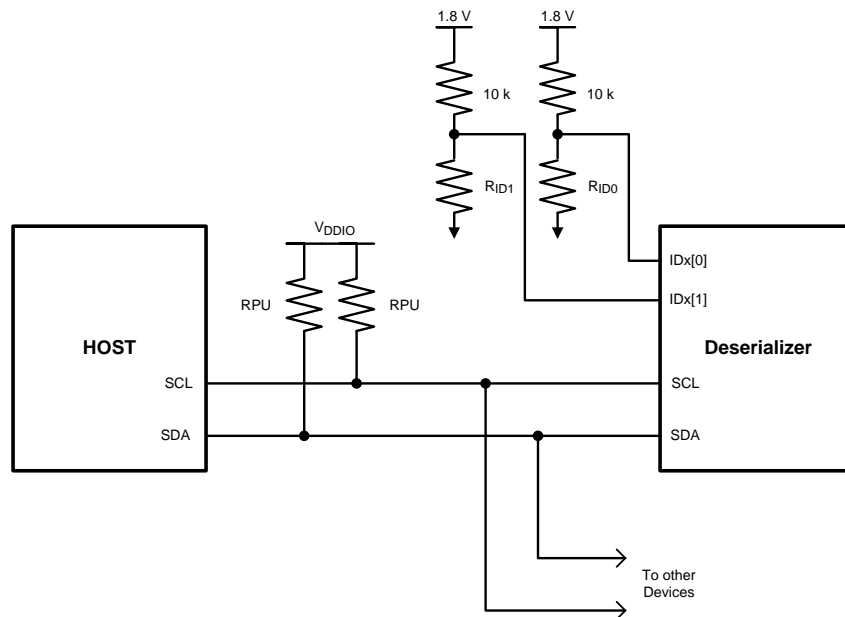 1.8 V
1.8 V
10 k
10 k
RID1
RID0
VDDIO
IDx[0]
RPU
RPU
IDx[1]
HOST
Deserializer
SCL
SCL
SDA
SDA
To other
Devices